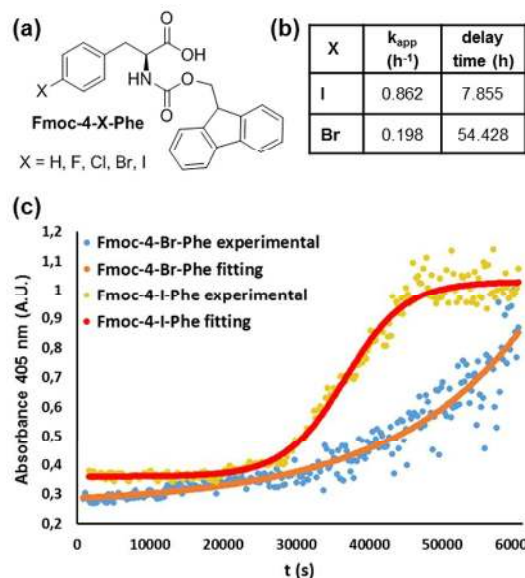 (a)
O
OH
HN
O
O
X
Fmoc-4-X-Phe
X = H, F, Cl, Br, I
(b)
X kapp (h⁻¹) delay time (h)
I 0.862 7.855
Br 0.198 54.428
(c)
Fmoc-4-Br-Phe experimental
Fmoc-4-Br-Phe fitting
Fmoc-4-I-Phe experimental
Fmoc-4-I-Phe fitting
Absorbance 405 nm (A.J.)
1,2
1,1
1
0,9
0,8
0,7
0,6
0,5
0,4
0,3
0,2
0 10000 20000 30000 40000 50000 60000
t (s)